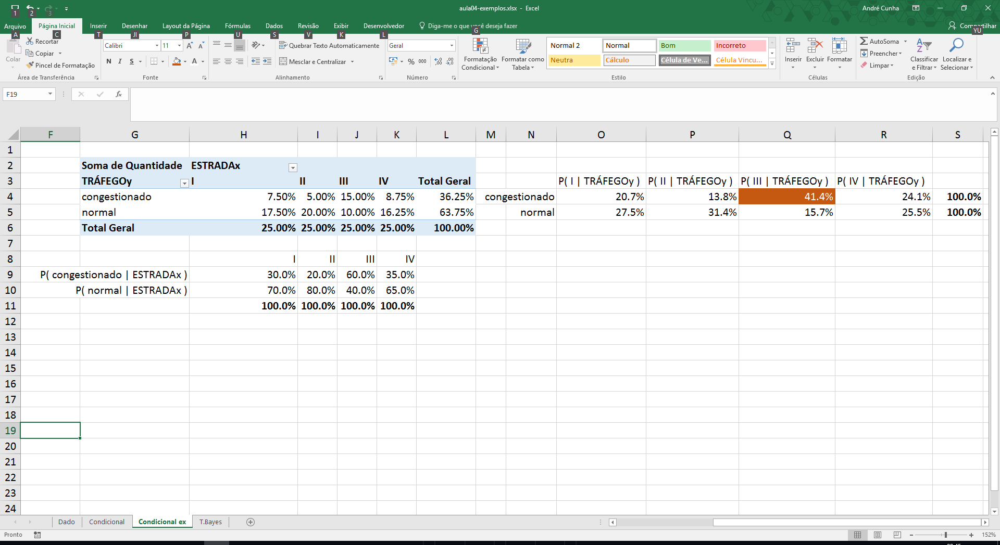 1 2 3 aula04-exemplos.xlsx - Excel André Cunha
Arquivo Página Inicial Inserir Desenhar Layout da Página Fórmulas Dados Revisão Exibir Desenvolvedor Diga-me o que você deseja fazer Compartilhar
A C T JI P U S V K L G YU
Colar
Recortar
Copiar
Pincel de Formatação
Área de Transferência
Calibri 11
N I S A
Fonte
Quebrar Texto Automaticamente
Mesclar e Centralizar
Alinhamento
Geral
% 000 ,00
Número
Formatação Condicional
Formatar como Tabela
Normal 2 Normal Bom Incorreto
Neutra Cálculo Célula de Ve... Célula Vincu...
Estilo
Inserir Excluir Formatar
Células
AutoSoma
Preencher
Limpar
Classificar e Filtrar
Localizar e Selecionar
Edição
F19 fx
F G H I J K L M N O P Q R S
1
2 Soma de Quantidade ESTRADAx
3 TRÁFEGOy I II III IV Total Geral P( I | TRÁFEGOy ) P( II | TRÁFEGOy ) P( III | TRÁFEGOy ) P( IV | TRÁFEGOy )
4 congestionado 7.50% 5.00% 15.00% 8.75% 36.25% congestionado 20.7% 13.8% 41.4% 24.1% 100.0%
5 normal 17.50% 20.00% 10.00% 16.25% 63.75% normal 27.5% 31.4% 15.7% 25.5% 100.0%
6 Total Geral 25.00% 25.00% 25.00% 25.00% 100.00%
7
8 I II III IV
9 P( congestionado | ESTRADAx ) 30.0% 20.0% 60.0% 35.0%
10 P( normal | ESTRADAx ) 70.0% 80.0% 40.0% 65.0%
11 100.0% 100.0% 100.0% 100.0%
12
13
14
15
16
17
18
19
20
21
22
23
24
Dado Condicional Condicional ex T.Bayes
Pronto 152%